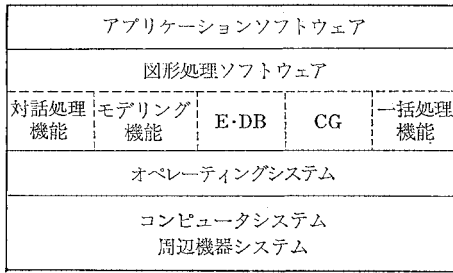 アプリケーションソフトウェア
図形処理ソフトウェア
対話処理
機能
モデリング
機能
E·DB
CG
一括処理
機能
オペレーティングシステム
コンピュータシステム
周辺機器システム